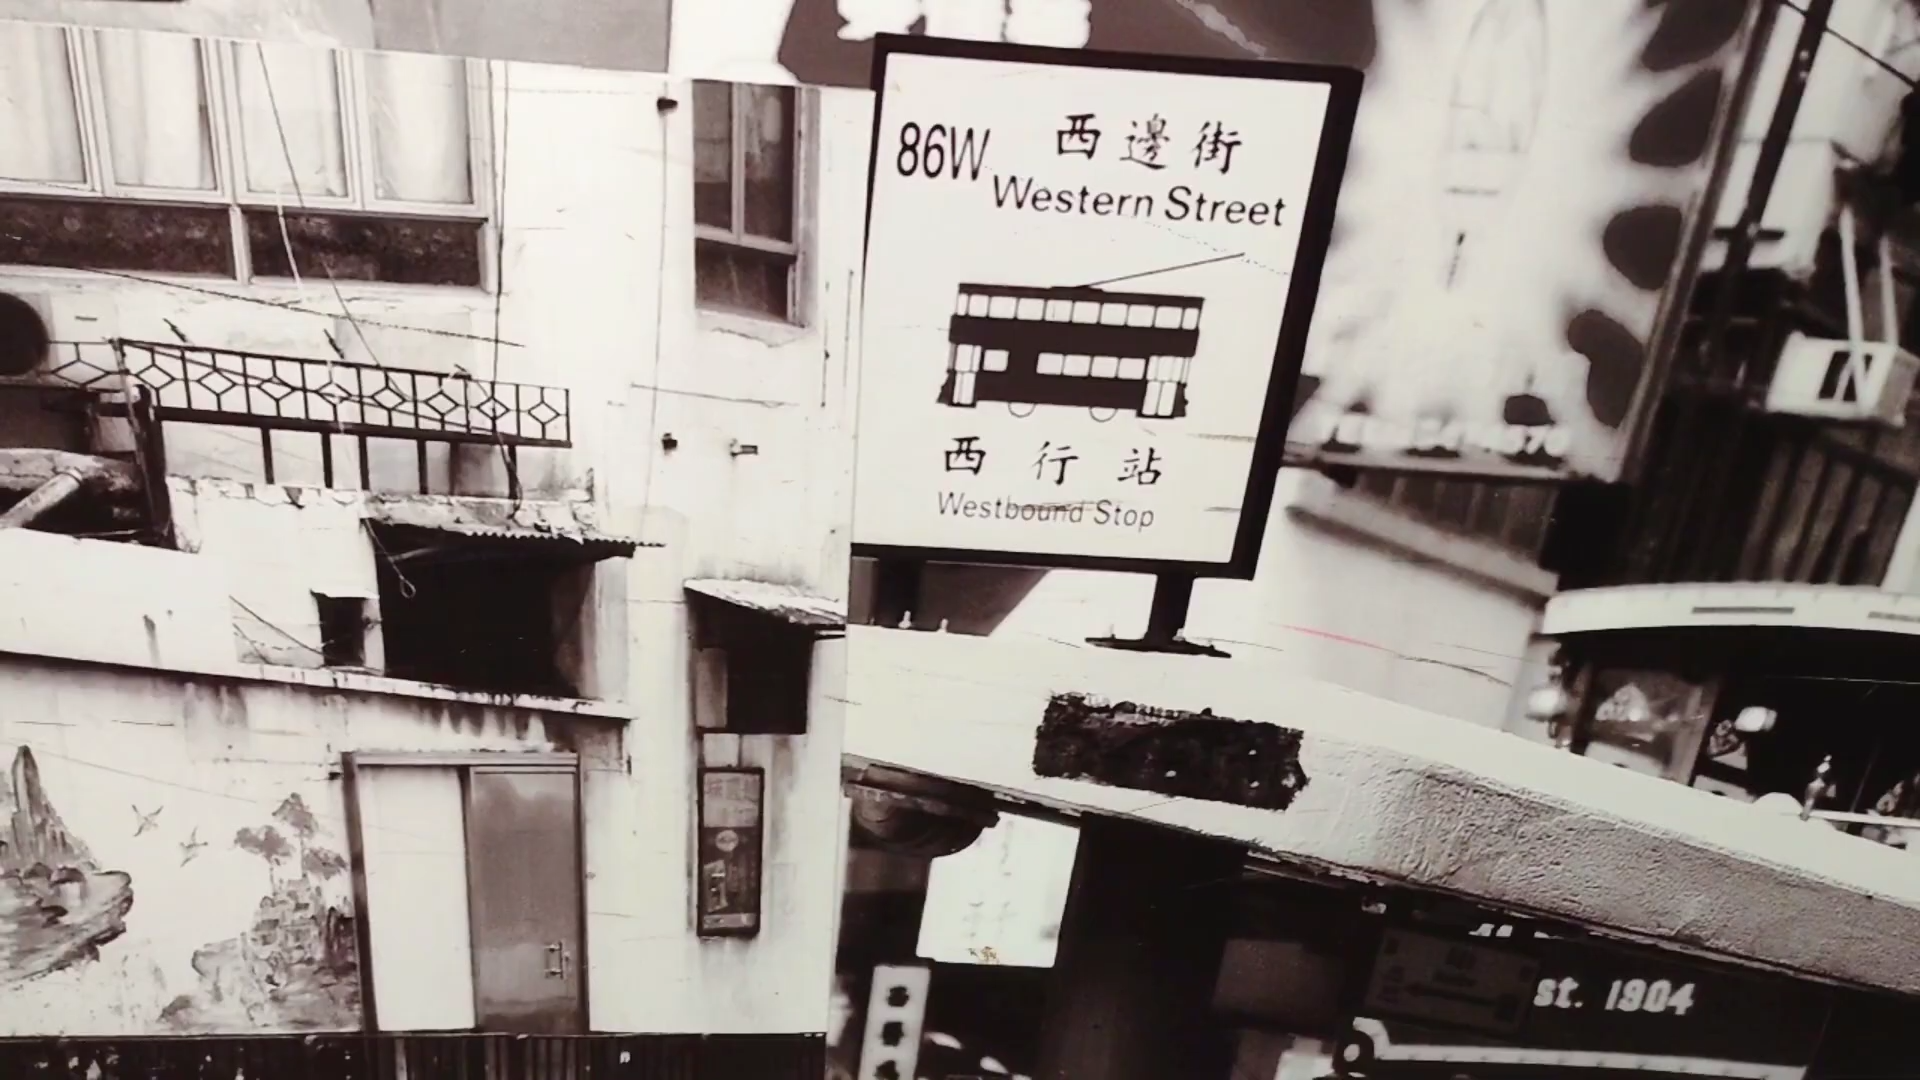 86W
西邊街
Western Street
西行站
Westbound Stop
st. 1904